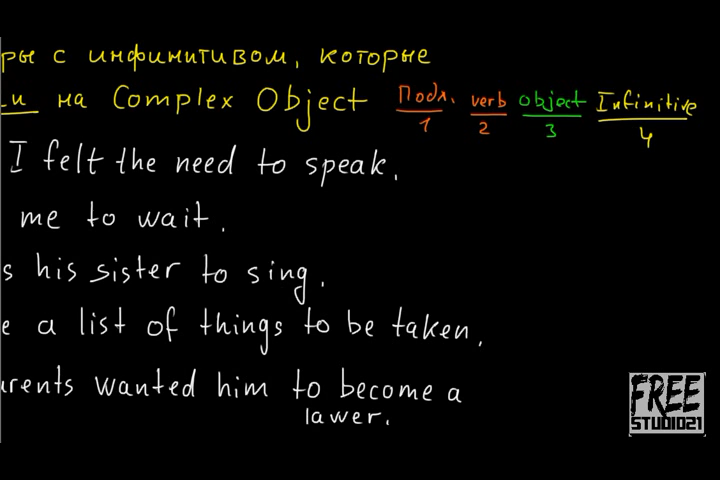 ры с инфинитивом, которые
и на Complex Object Подл. verb object Infinitive
1 2 3 4
I felt the need to speak.
me to wait.
s his sister to sing.
e a list of things to be taken.
urents wanted him to become a
lawer.
FREE
STUDIO21